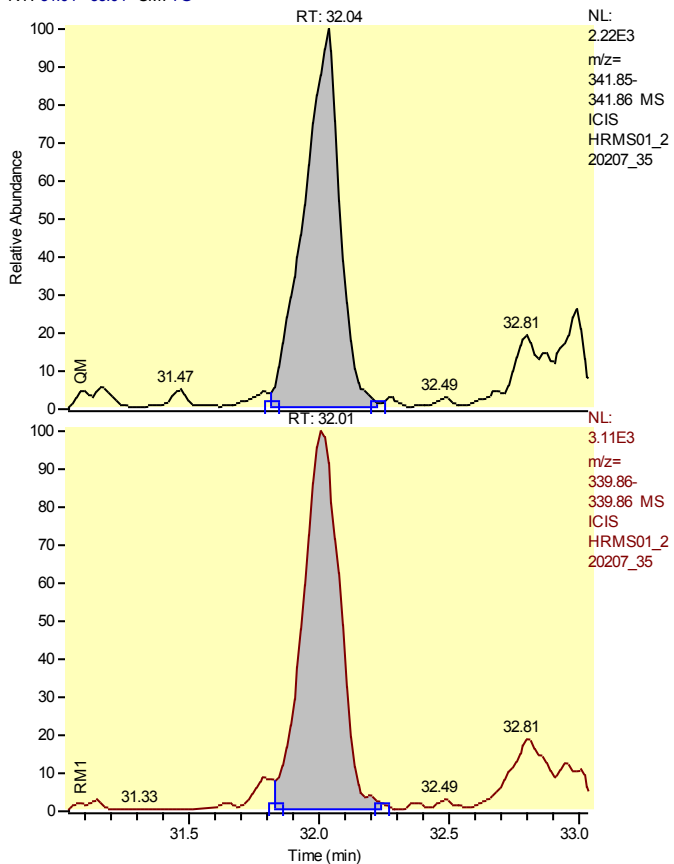 RT: 32.04
NL:
2.22E3
m/z=
341.85-
341.86 MS
ICIS
HRMS01_2
20207_35
100
90
80
70
60
50
40
30
20
10
0
Relative Abundance
QM
31.47
32.49
32.81
RT: 32.01
NL:
3.11E3
m/z=
339.86-
339.86 MS
ICIS
HRMS01_2
20207_35
100
90
80
70
60
50
40
30
20
10
0
RM1
31.33
32.49
32.81
31.5
32.0
32.5
33.0
Time (min)